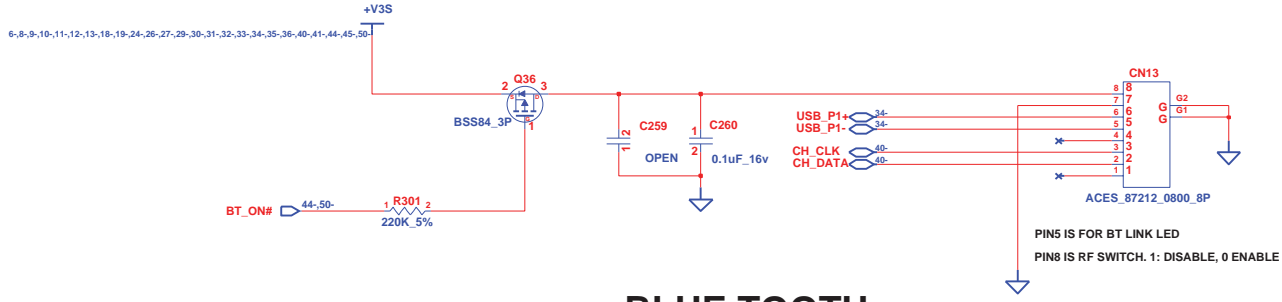 +V3S
6-,8-,9-,10-,11-,12-,13-,18-,19-,24-,26-,27-,29-,30-,31-,32-,33-,34-,35-,36-,40-,41-,44-,45-,50-
Q36
2 3
S D
G
1
BSS84_3P
C259
2
1
OPEN
C260
1
2
0.1uF_16v
BT_ON# 44-,50-
1 R301 2
220K_5%
CN13
8 8
7 7
6 6
5 5
4 4
3 3
2 2
1 1
G G2
G G1
USB_P1+ 34-
USB_P1- 34-
CH_CLK 40-
CH_DATA 40-
ACES_87212_0800_8P
PIN5 IS FOR BT LINK LED
PIN8 IS RF SWITCH. 1: DISABLE, 0 ENABLE
BLUE TOOTH